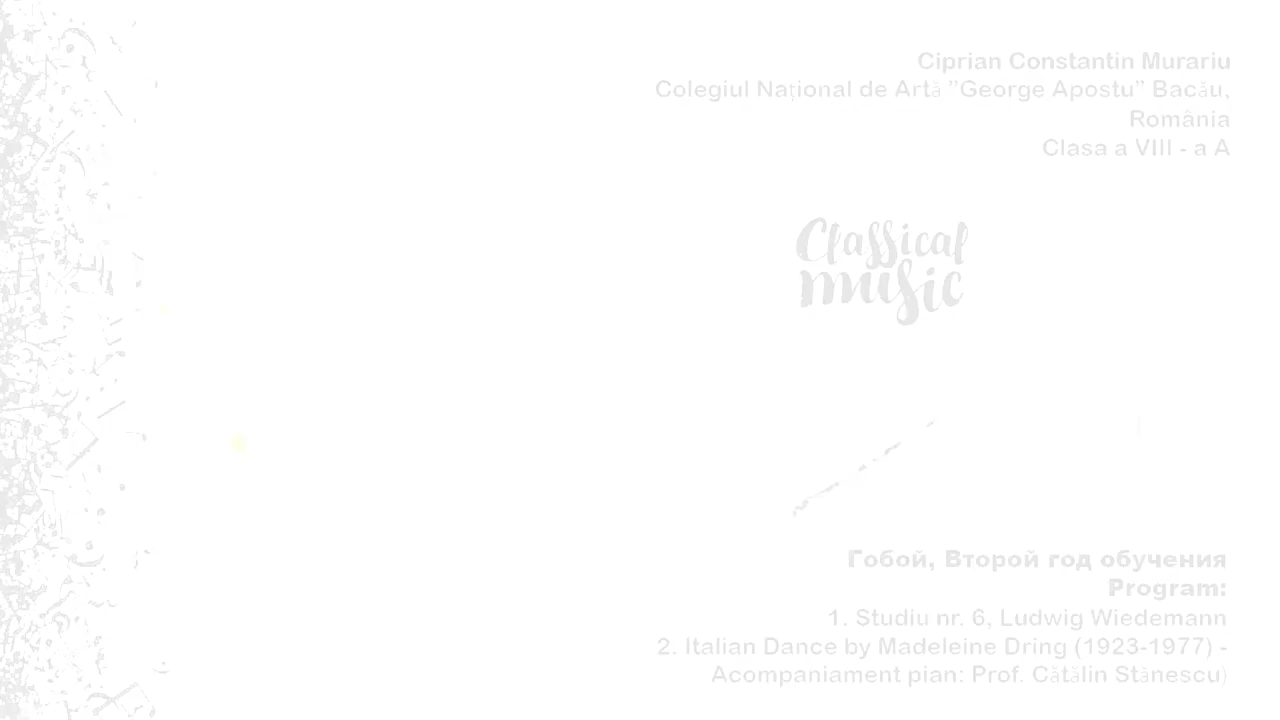 Ciprian Constantin Murariu
Colegiul Național de Artă ”George Apostu” Bacău,
România
Clasa a VIII - a A
Classical
music
Гобой, Второй год обучения
Program:
1. Studiu nr. 6, Ludwig Wiedemann
2. Italian Dance by Madeleine Dring (1923-1977) -
Acompaniament pian: Prof. Cătălin Stănescu)